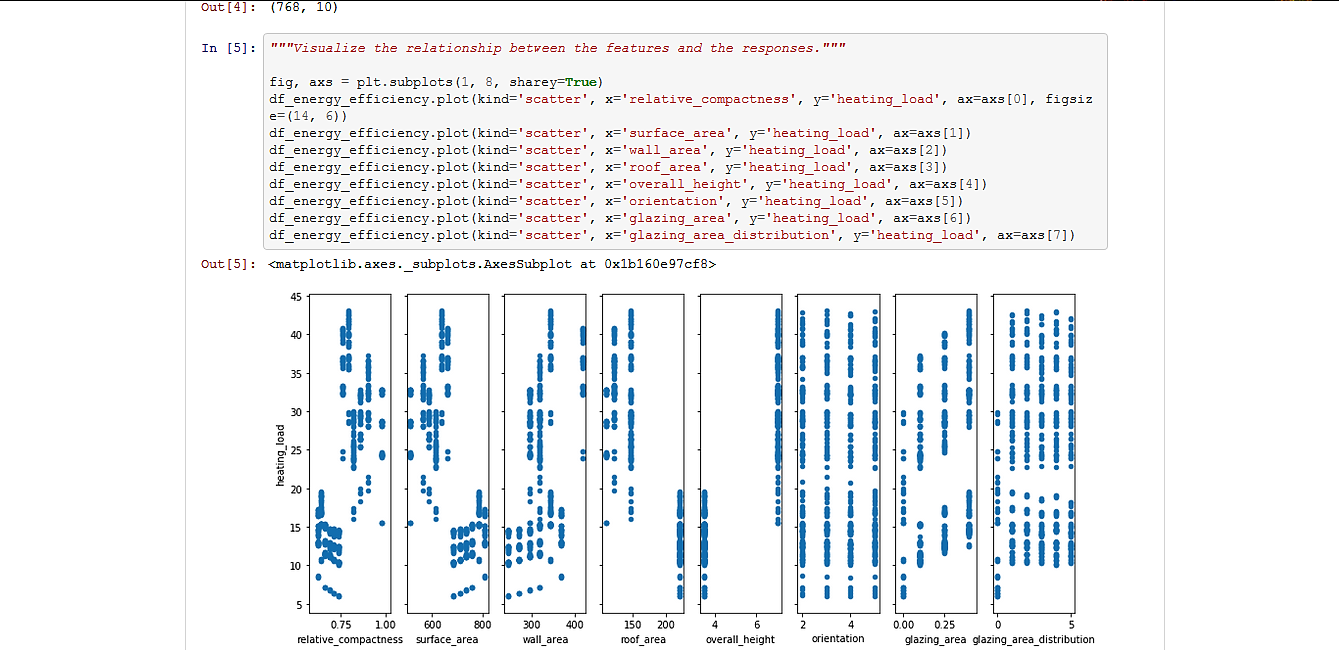 Out[4]: (768, 10)
In [5]: """Visualize the relationship between the features and the responses."""
fig, axs = plt.subplots(1, 8, sharey=True)
df_energy_efficiency.plot(kind='scatter', x='relative_compactness', y='heating_load', ax=axs[0], figsiz
e=(14, 6))
df_energy_efficiency.plot(kind='scatter', x='surface_area', y='heating_load', ax=axs[1])
df_energy_efficiency.plot(kind='scatter', x='wall_area', y='heating_load', ax=axs[2])
df_energy_efficiency.plot(kind='scatter', x='roof_area', y='heating_load', ax=axs[3])
df_energy_efficiency.plot(kind='scatter', x='overall_height', y='heating_load', ax=axs[4])
df_energy_efficiency.plot(kind='scatter', x='orientation', y='heating_load', ax=axs[5])
df_energy_efficiency.plot(kind='scatter', x='glazing_area', y='heating_load', ax=axs[6])
df_energy_efficiency.plot(kind='scatter', x='glazing_area_distribution', y='heating_load', ax=axs[7])
Out[5]: <matplotlib.axes._subplots.AxesSubplot at 0x1b160e97cf8>
45
40
35
30
25
20
15
10
5
heating_load
0.75 1.00 600 800 300 400 150 200 4 6 2 4 0.00 0.25 0 5
relative_compactness surface_area wall_area roof_area overall_height orientation glazing_area glazing_area_distribution